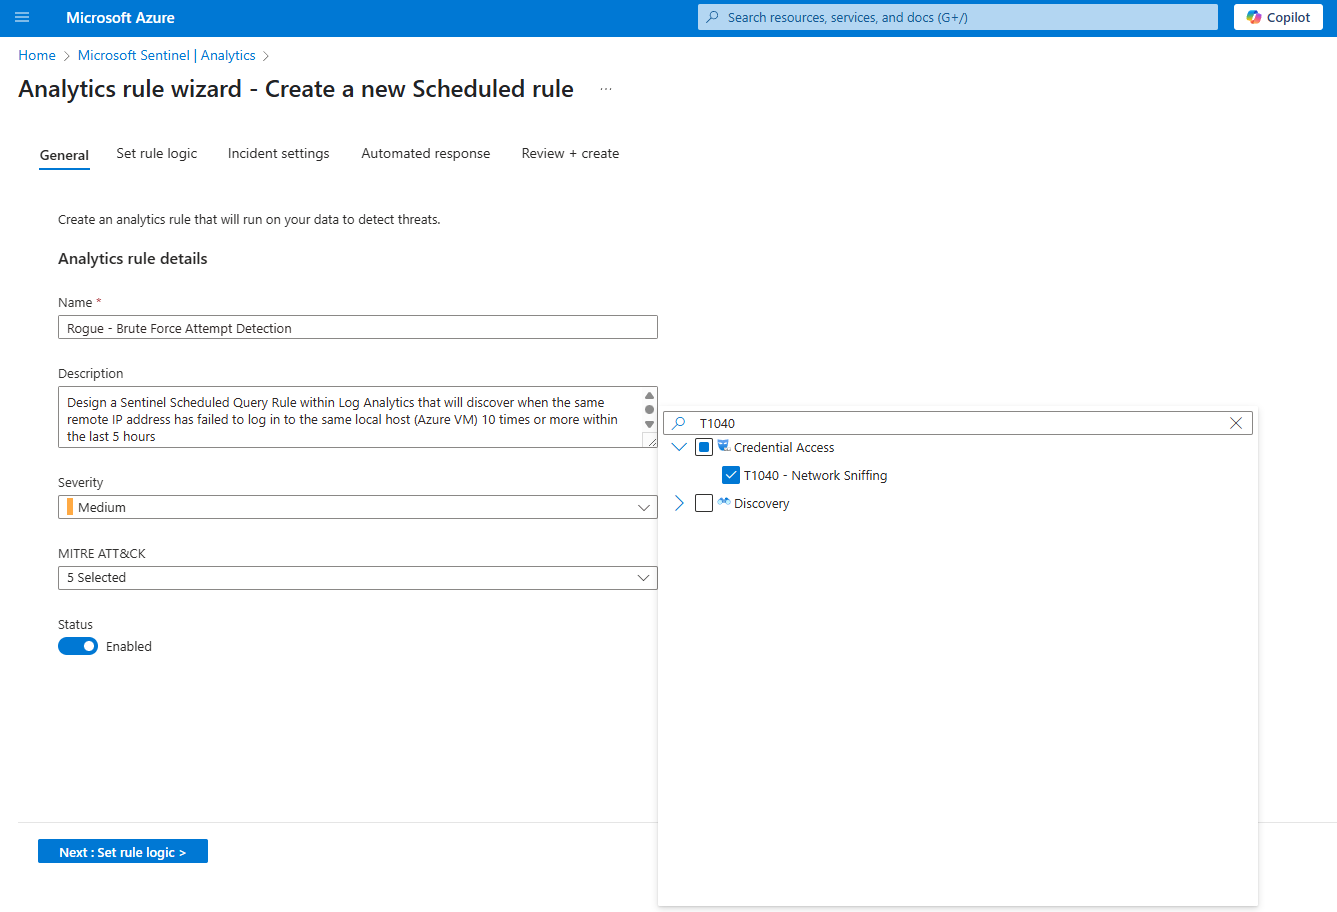 Microsoft Azure
Search resources, services, and docs (G+/)
Copilot
Home > Microsoft Sentinel | Analytics >
Analytics rule wizard - Create a new Scheduled rule ...
General Set rule logic Incident settings Automated response Review + create
Create an analytics rule that will run on your data to detect threats.
Analytics rule details
Name *
Rogue - Brute Force Attempt Detection
Description
Design a Sentinel Scheduled Query Rule within Log Analytics that will discover when the same
remote IP address has failed to log in to the same local host (Azure VM) 10 times or more within
the last 5 hours
Severity
Medium
MITRE ATT&CK
5 Selected
Status
Enabled
T1040
Credential Access
T1040 - Network Sniffing
Discovery
Next : Set rule logic >